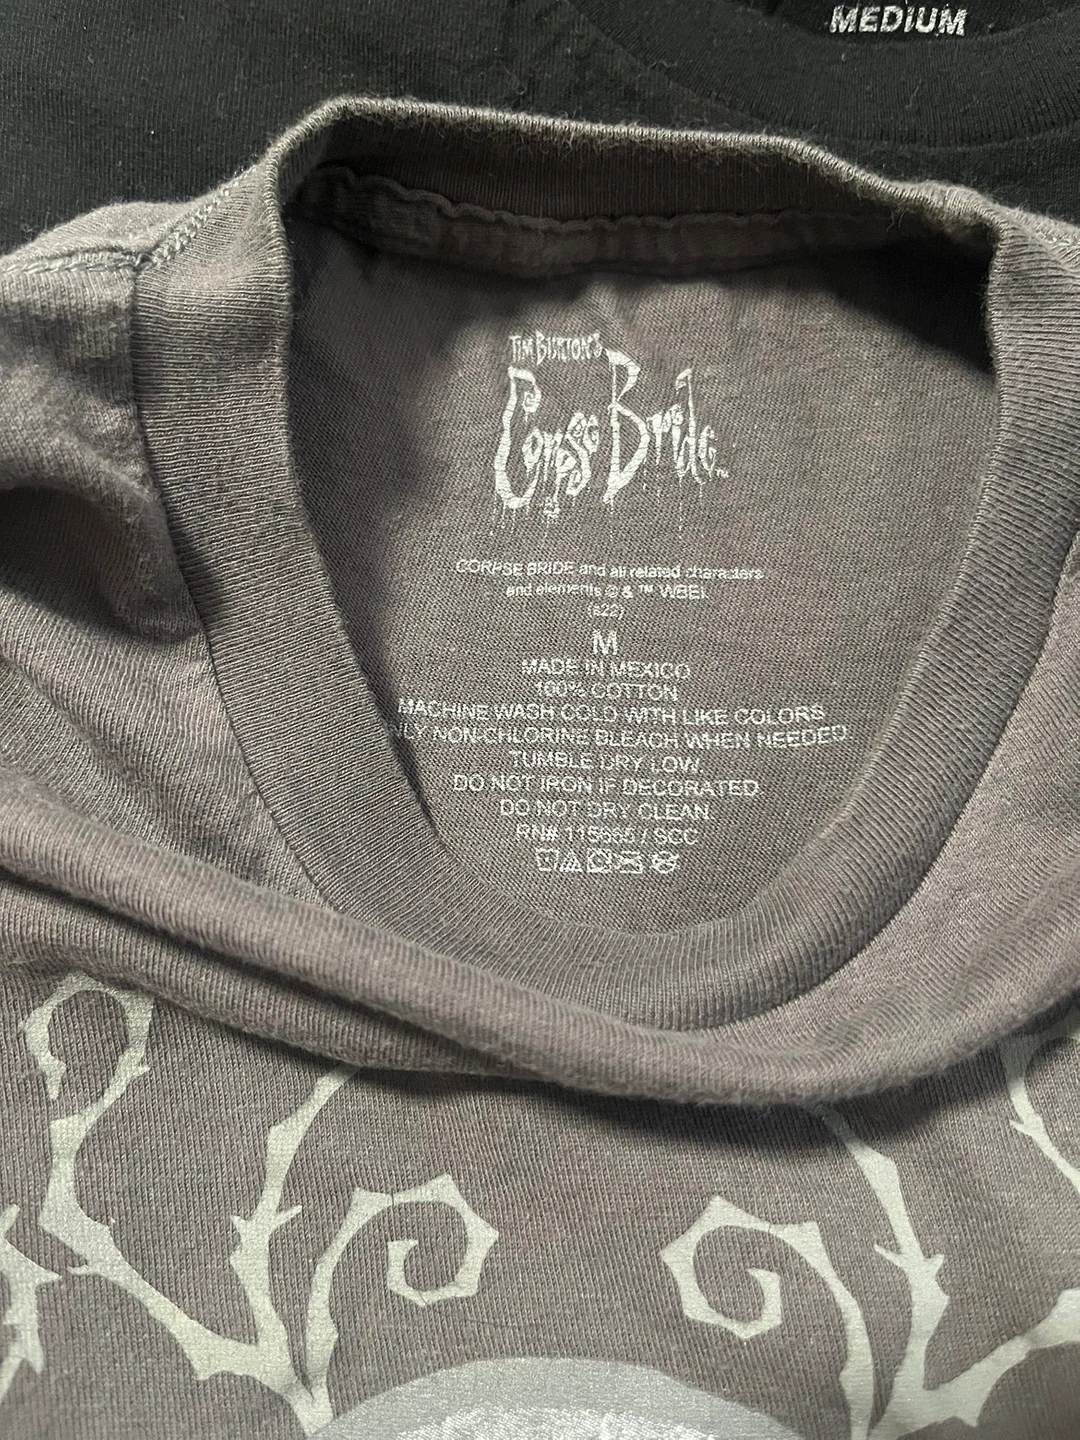 MEDIUM
TIM BURTON'S
Corpse Bride™
CORPSE BRIDE and all related characters
and elements © & ™ WBEI.
(s22)
M
MADE IN MEXICO
100% COTTON
MACHINE WASH COLD WITH LIKE COLORS
NON-CHLORINE BLEACH WHEN NEEDED
TUMBLE DRY LOW
DO NOT IRON IF DECORATED.
DO NOT DRY CLEAN.
RN# 115665 / SGC